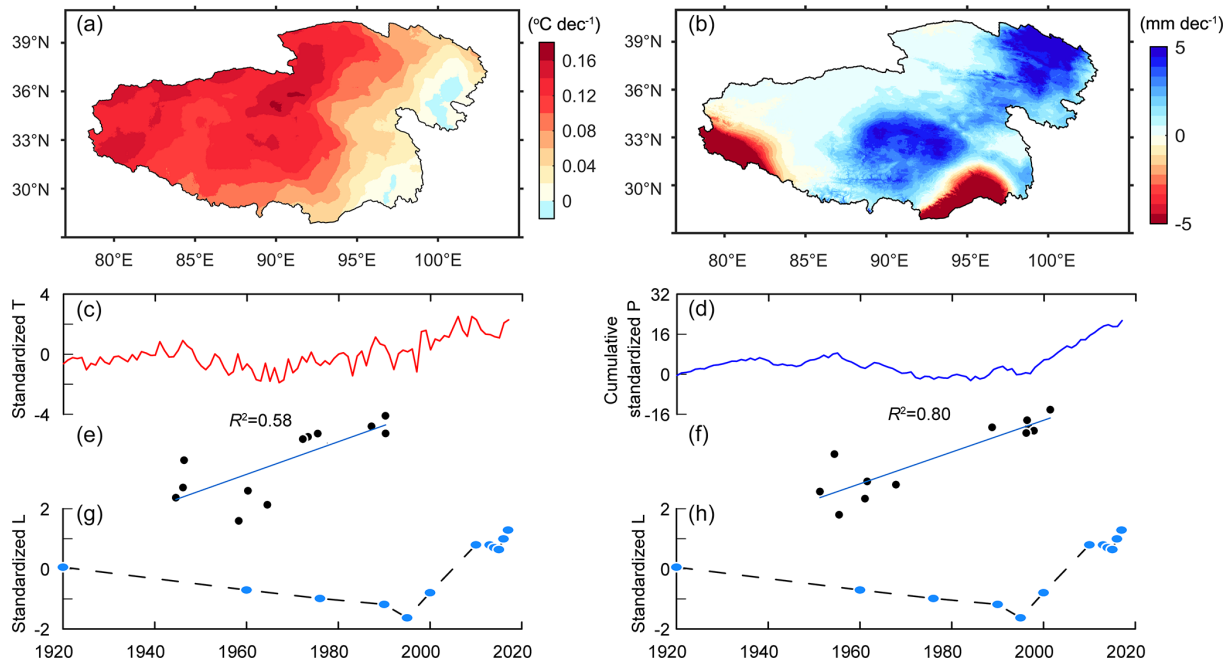 (a)
(°C dec⁻¹)
39°N
36°N
33°N
30°N
0.16
0.12
0.08
0.04
0
80°E
85°E
90°E
95°E
100°E
(b)
(mm dec⁻¹)
39°N
36°N
33°N
30°N
5
0
-5
80°E
85°E
90°E
95°E
100°E
(c)
Standardized T
4
0
-4
(d)
Cumulative
standardized P
32
16
0
-16
(e)
R²=0.58
(f)
R²=0.80
(g)
Standardized L
2
0
-2
1920
1940
1960
1980
2000
2020
(h)
Standardized L
2
0
-2
1920
1940
1960
1980
2000
2020